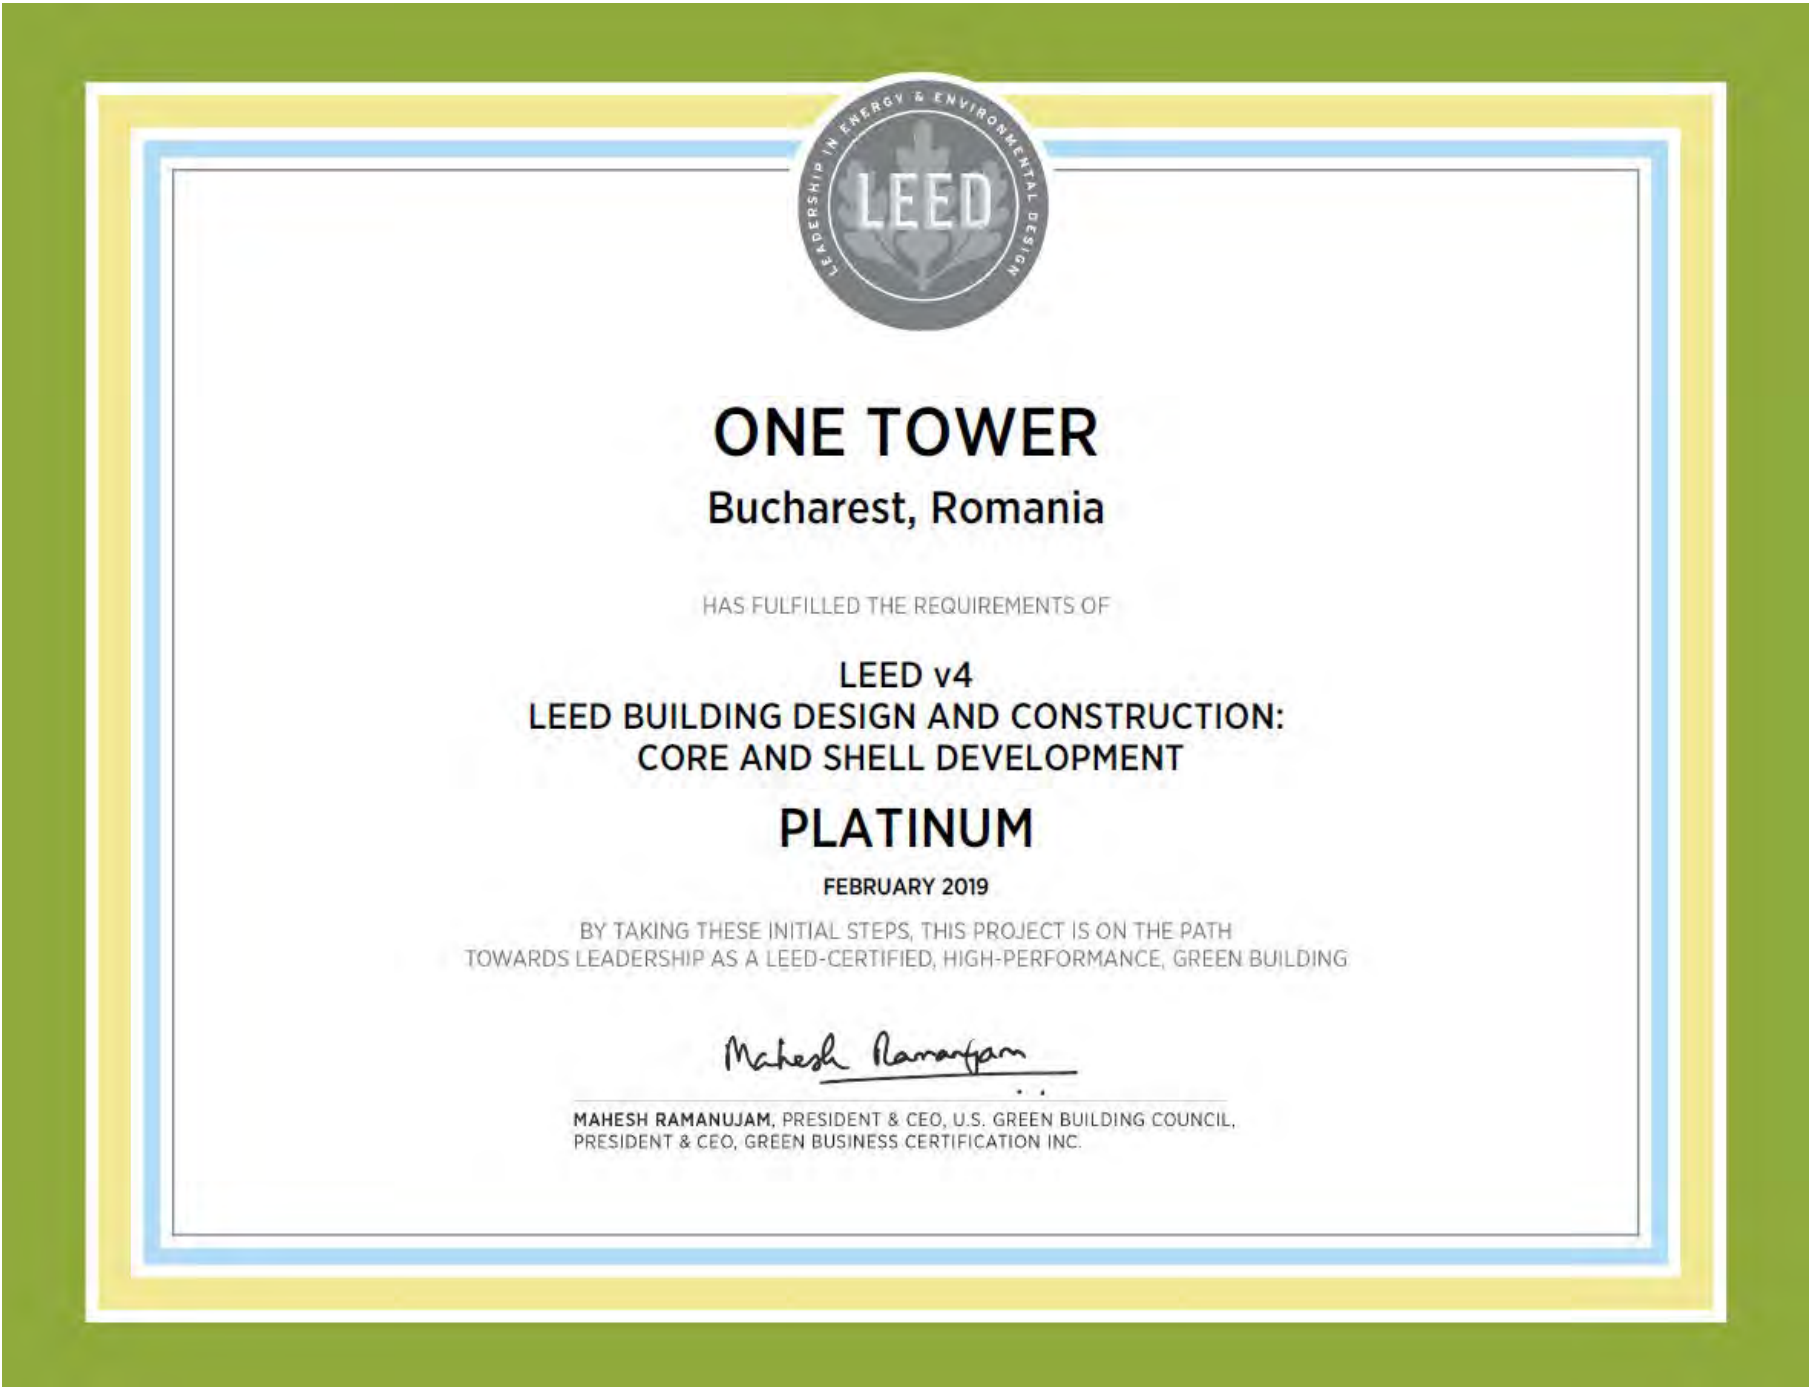 LEADERSHIP IN ENERGY & ENVIRONMENTAL DESIGN
LEED
ONE TOWER
Bucharest, Romania
HAS FULFILLED THE REQUIREMENTS OF
LEED v4
LEED BUILDING DESIGN AND CONSTRUCTION:
CORE AND SHELL DEVELOPMENT
PLATINUM
FEBRUARY 2019
BY TAKING THESE INITIAL STEPS, THIS PROJECT IS ON THE PATH
TOWARDS LEADERSHIP AS A LEED-CERTIFIED, HIGH-PERFORMANCE, GREEN BUILDING
Mahesh Ramanujam
MAHESH RAMANUJAM, PRESIDENT & CEO, U.S. GREEN BUILDING COUNCIL,
PRESIDENT & CEO, GREEN BUSINESS CERTIFICATION INC.